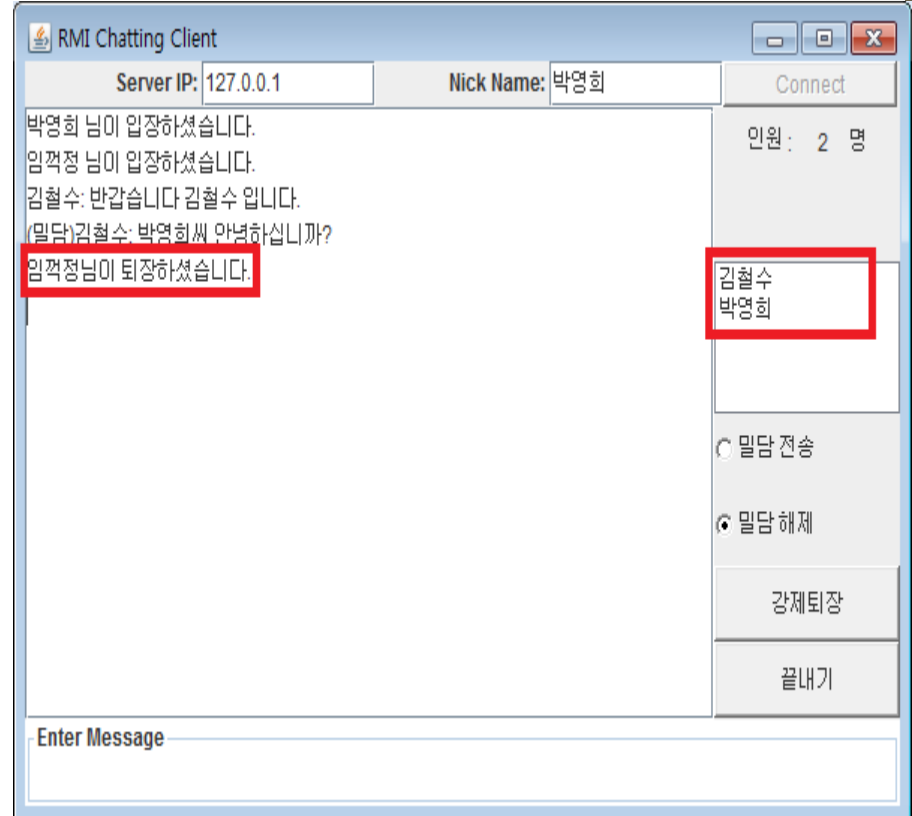 RMI Chatting Client
Server IP: 127.0.0.1 Nick Name: 박영희 Connect
박영희 님이 입장하셨습니다.
임꺽정 님이 입장하셨습니다.
김철수: 반갑습니다 김철수 입니다.
(밀담)김철수: 박영희씨 안녕하십니까?
임꺽정님이 퇴장하셨습니다.
인원 : 2 명
김철수
박영희
밀담 전송
밀담 해제
강제퇴장
끝내기
Enter Message